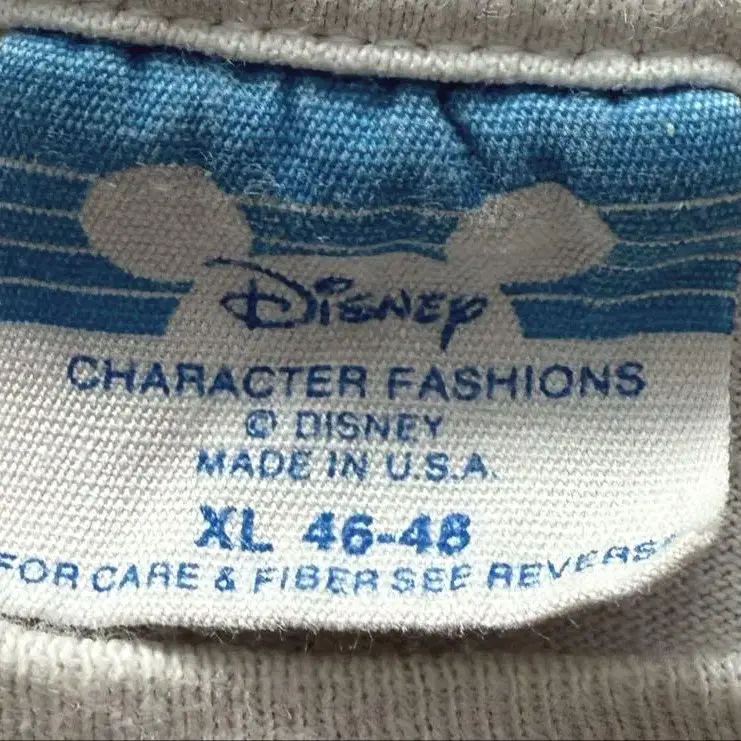 Disney
CHARACTER FASHIONS
© DISNEY
MADE IN U.S.A.
XL 46-48
FOR CARE & FIBER SEE REVERSE